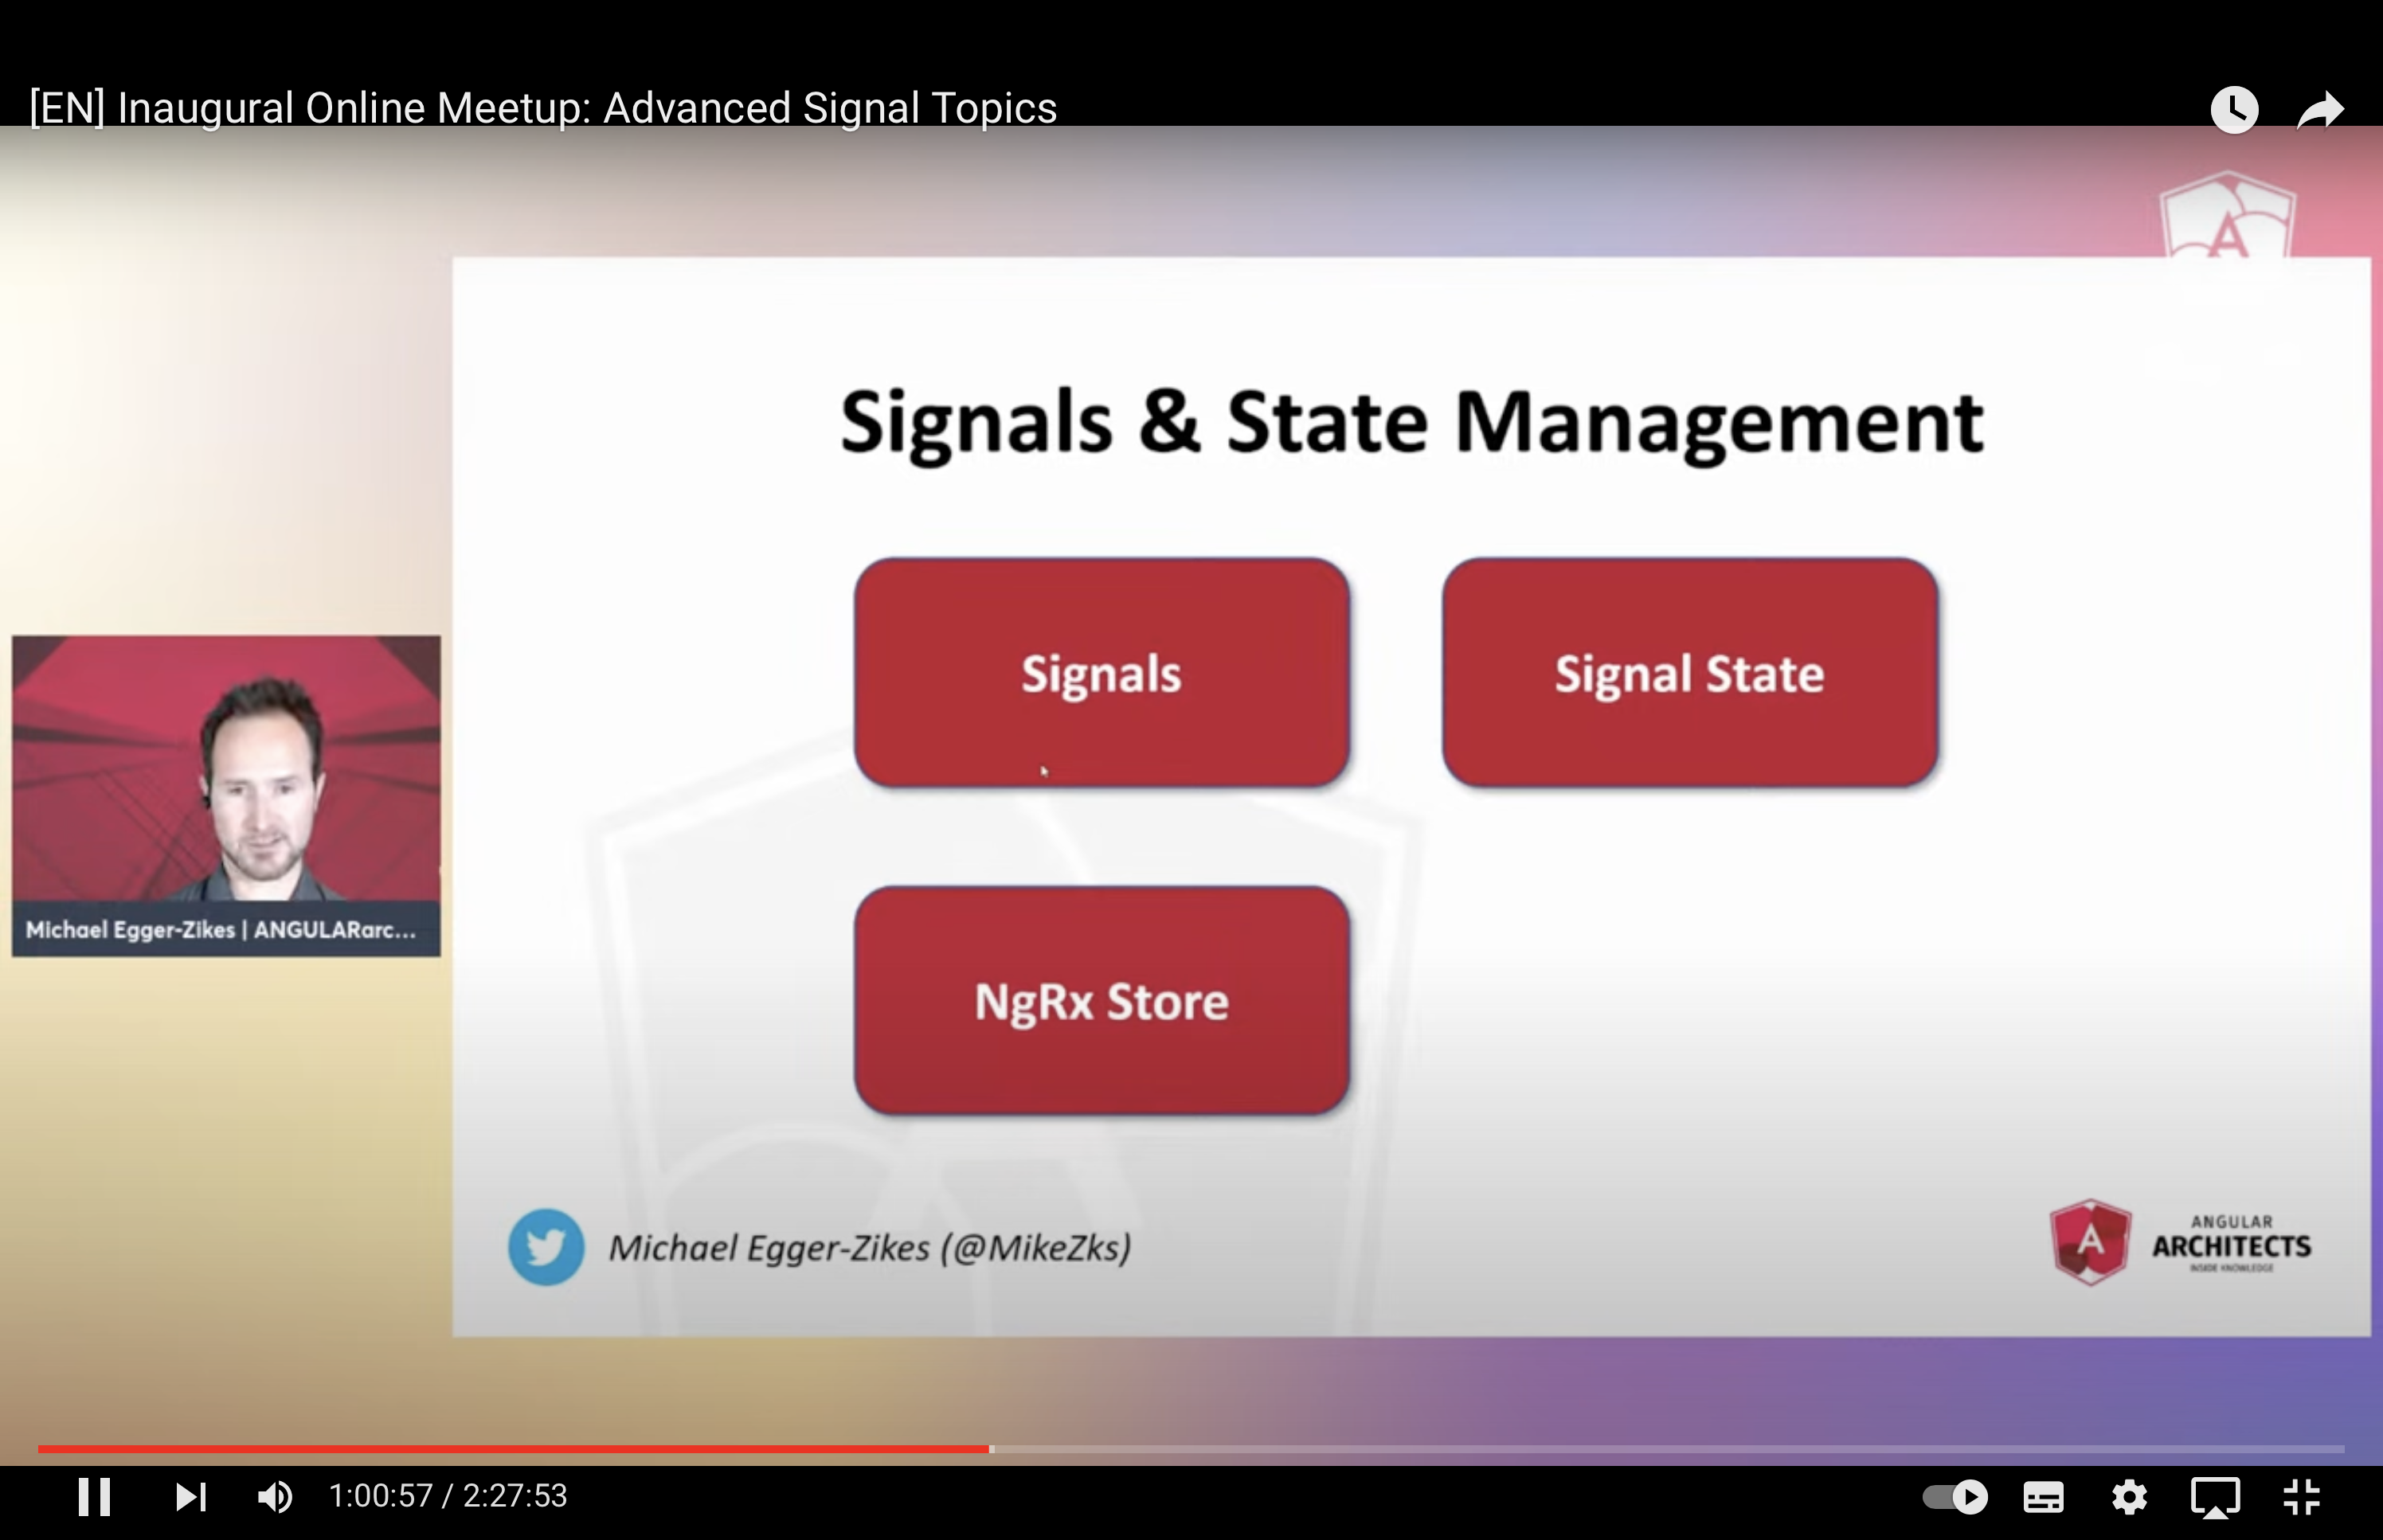 [EN] Inaugural Online Meetup: Advanced Signal Topics
A
Signals & State Management
Signals
Signal State
NgRx Store
Michael Egger-Zikes | ANGULARarc...
Michael Egger-Zikes (@MikeZks)
A
ANGULAR
ARCHITECTS
INSIDE KNOWLEDGE
1:00:57 / 2:27:53